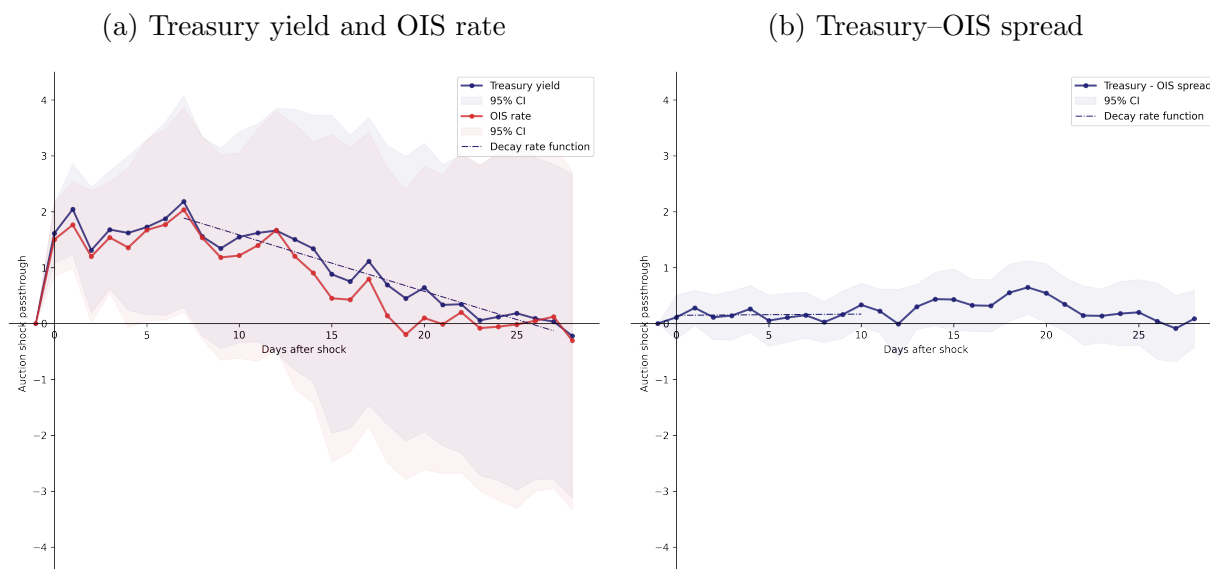 (a) Treasury yield and OIS rate
Treasury yield
95% CI
OIS rate
95% CI
Decay rate function
Auction shock passthrough
4
3
2
1
0
−1
−2
−3
−4
0
5
10
15
20
25
Days after shock
(b) Treasury–OIS spread
Treasury - OIS spread
95% CI
Decay rate function
Auction shock passthrough
4
3
2
1
0
−1
−2
−3
−4
0
5
10
15
20
25
Days after shock